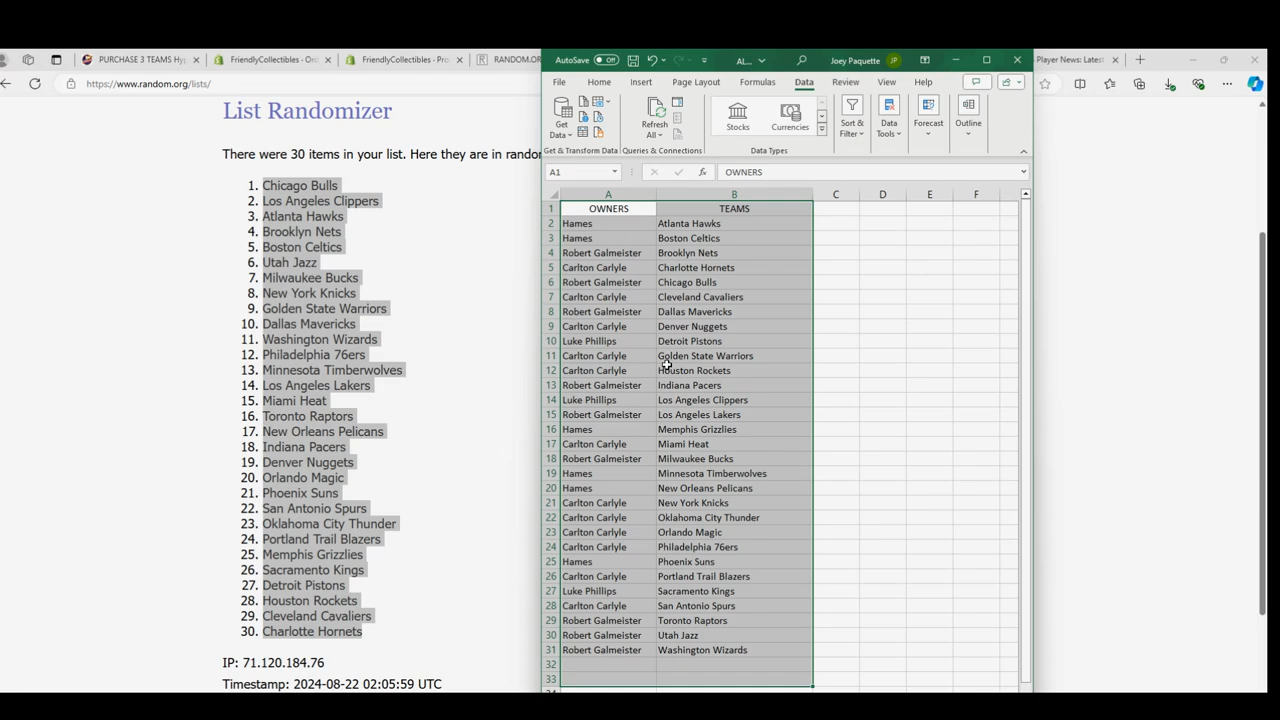 PURCHASE 3 TEAMS Hy
FriendlyCollectibles - Or
FriendlyCollectibles - Pro
RANDOM.OR
Player News: Latest
https://www.random.org/lists/
List Randomizer
There were 30 items in your list. Here they are in random
1. Chicago Bulls
2. Los Angeles Clippers
3. Atlanta Hawks
4. Brooklyn Nets
5. Boston Celtics
6. Utah Jazz
7. Milwaukee Bucks
8. New York Knicks
9. Golden State Warriors
10. Dallas Mavericks
11. Washington Wizards
12. Philadelphia 76ers
13. Minnesota Timberwolves
14. Los Angeles Lakers
15. Miami Heat
16. Toronto Raptors
17. New Orleans Pelicans
18. Indiana Pacers
19. Denver Nuggets
20. Orlando Magic
21. Phoenix Suns
22. San Antonio Spurs
23. Oklahoma City Thunder
24. Portland Trail Blazers
25. Memphis Grizzlies
26. Sacramento Kings
27. Detroit Pistons
28. Houston Rockets
29. Cleveland Cavaliers
30. Charlotte Hornets
IP: 71.120.184.76
Timestamp: 2024-08-22 02:05:59 UTC
AutoSave Off AL... Joey Paquette JP
File Home Insert Page Layout Formulas Data Review View Help
Get Data Refresh All Stocks Currencies Sort & Filter Data Tools Forecast Outline
Get & Transform Data Queries & Connections Data Types
A1 fx OWNERS
A B C D E F
1 OWNERS TEAMS
2 Hames Atlanta Hawks
3 Hames Boston Celtics
4 Robert Galmeister Brooklyn Nets
5 Carlton Carlyle Charlotte Hornets
6 Robert Galmeister Chicago Bulls
7 Carlton Carlyle Cleveland Cavaliers
8 Robert Galmeister Dallas Mavericks
9 Carlton Carlyle Denver Nuggets
10 Luke Phillips Detroit Pistons
11 Carlton Carlyle Golden State Warriors
12 Carlton Carlyle Houston Rockets
13 Robert Galmeister Indiana Pacers
14 Luke Phillips Los Angeles Clippers
15 Robert Galmeister Los Angeles Lakers
16 Hames Memphis Grizzlies
17 Carlton Carlyle Miami Heat
18 Robert Galmeister Milwaukee Bucks
19 Hames Minnesota Timberwolves
20 Hames New Orleans Pelicans
21 Carlton Carlyle New York Knicks
22 Carlton Carlyle Oklahoma City Thunder
23 Carlton Carlyle Orlando Magic
24 Carlton Carlyle Philadelphia 76ers
25 Hames Phoenix Suns
26 Carlton Carlyle Portland Trail Blazers
27 Luke Phillips Sacramento Kings
28 Carlton Carlyle San Antonio Spurs
29 Robert Galmeister Toronto Raptors
30 Robert Galmeister Utah Jazz
31 Robert Galmeister Washington Wizards
32
33